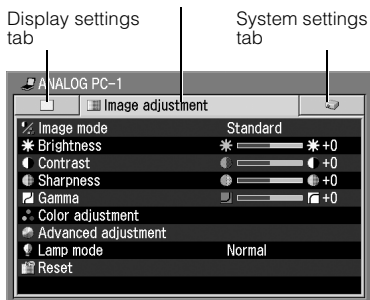 Display settings tab
System settings tab
ANALOG PC-1
Image adjustment
Image mode Standard
Brightness +0
Contrast +0
Sharpness +0
Gamma +0
Color adjustment
Advanced adjustment
Lamp mode Normal
Reset